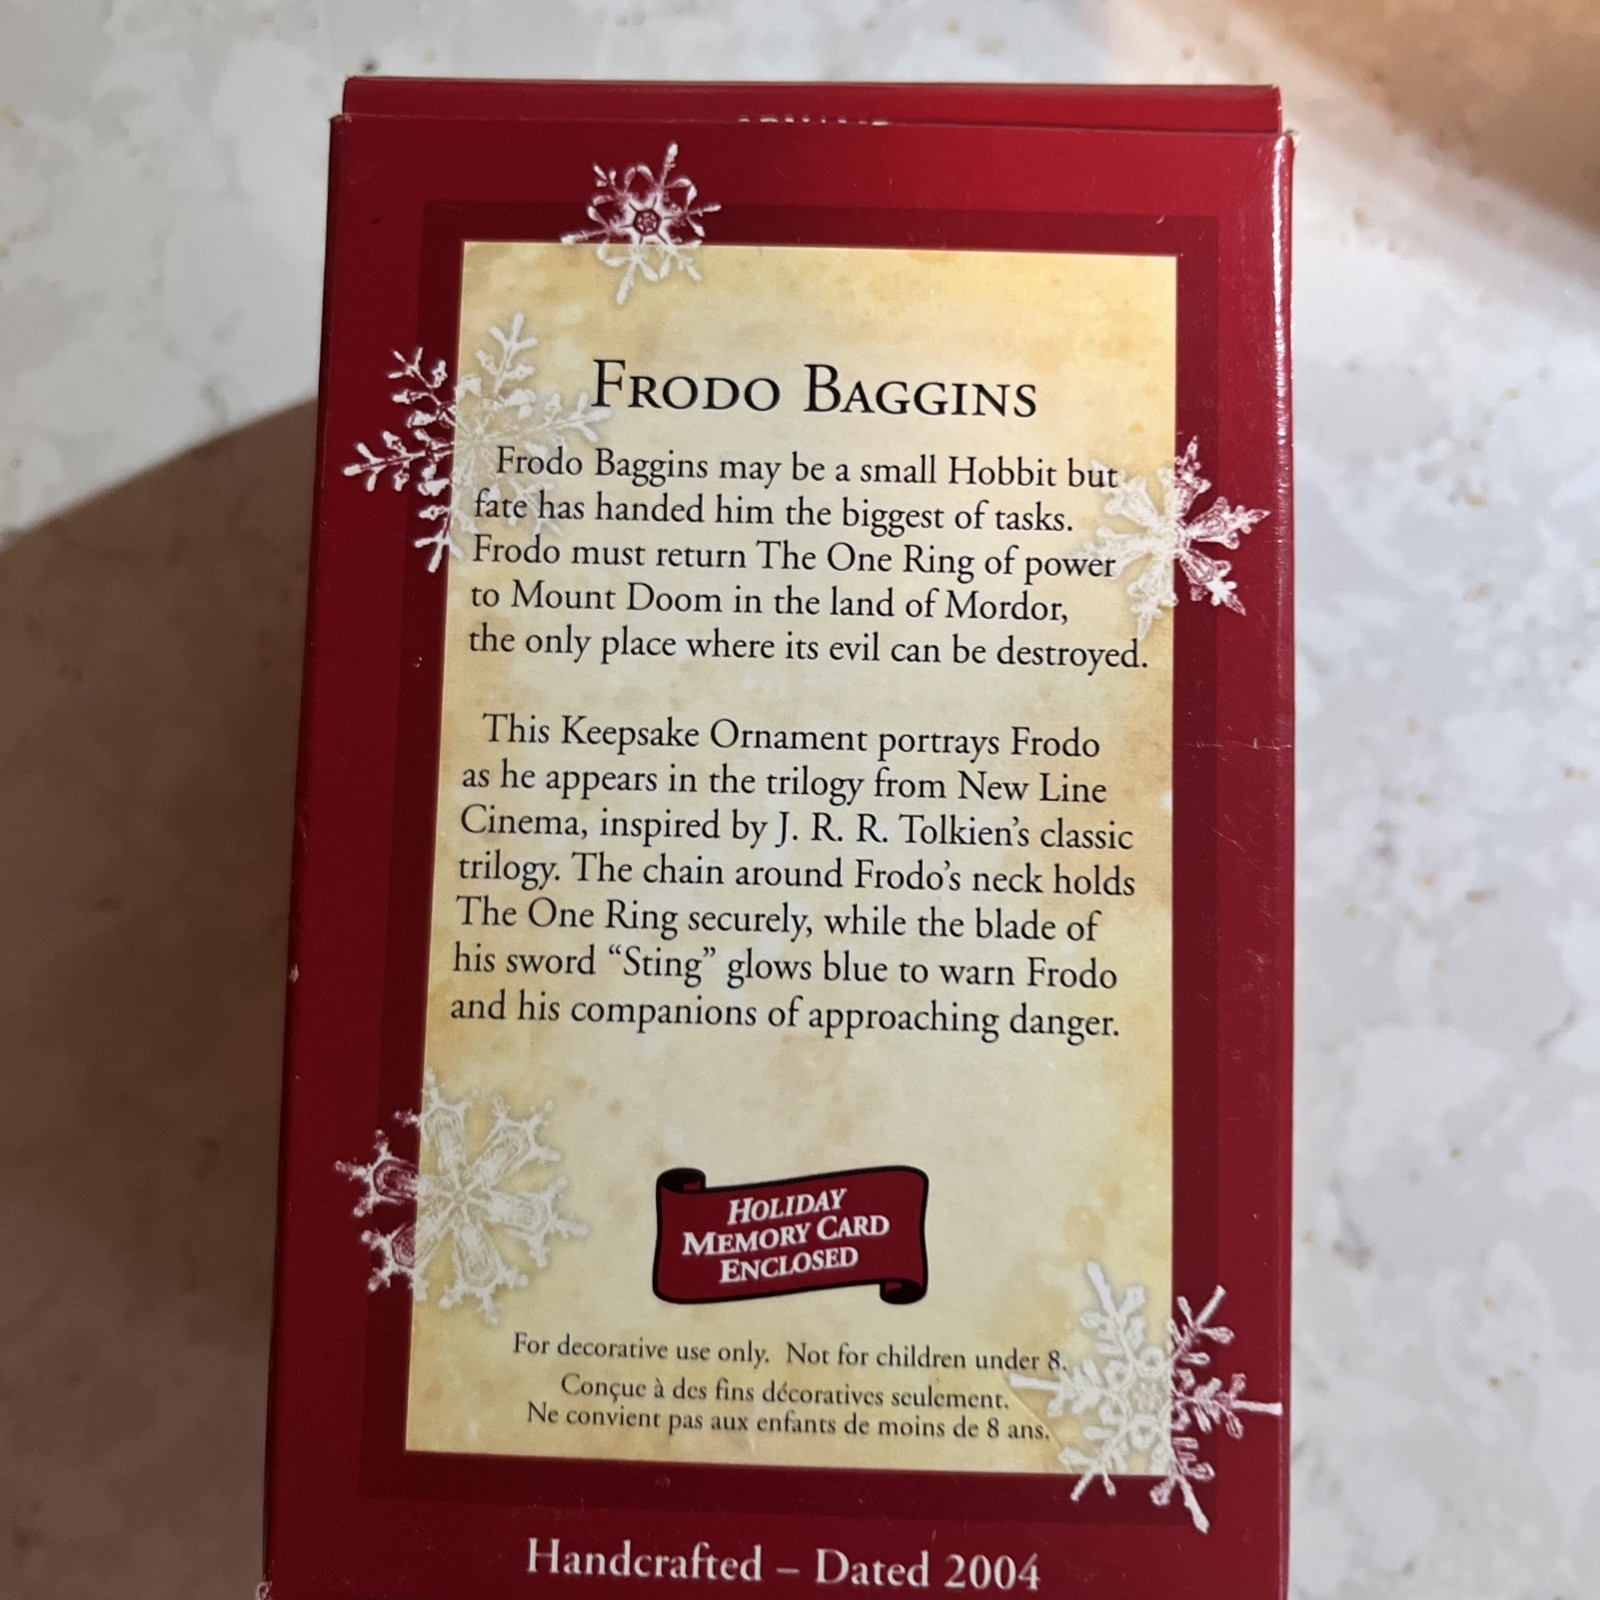 FRODO BAGGINS
Frodo Baggins may be a small Hobbit but
fate has handed him the biggest of tasks.
Frodo must return The One Ring of power
to Mount Doom in the land of Mordor,
the only place where its evil can be destroyed.
This Keepsake Ornament portrays Frodo
as he appears in the trilogy from New Line
Cinema, inspired by J. R. R. Tolkien's classic
trilogy. The chain around Frodo's neck holds
The One Ring securely, while the blade of
his sword “Sting” glows blue to warn Frodo
and his companions of approaching danger.
HOLIDAY
MEMORY CARD
ENCLOSED
For decorative use only. Not for children under 8.
Conçue à des fins décoratives seulement.
Ne convient pas aux enfants de moins de 8 ans.
Handcrafted – Dated 2004